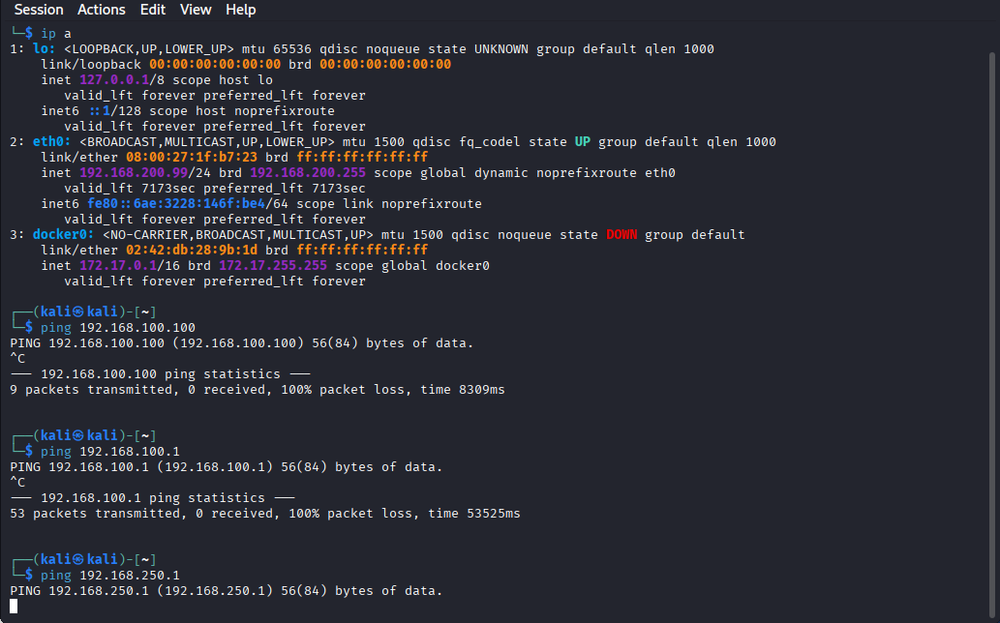 Session Actions Edit View Help
└─$ ip a
1: lo: <LOOPBACK,UP,LOWER_UP> mtu 65536 qdisc noqueue state UNKNOWN group default qlen 1000
    link/loopback 00:00:00:00:00:00 brd 00:00:00:00:00:00
    inet 127.0.0.1/8 scope host lo
       valid_lft forever preferred_lft forever
    inet6 ::1/128 scope host noprefixroute
       valid_lft forever preferred_lft forever
2: eth0: <BROADCAST,MULTICAST,UP,LOWER_UP> mtu 1500 qdisc fq_codel state UP group default qlen 1000
    link/ether 08:00:27:1f:b7:23 brd ff:ff:ff:ff:ff:ff
    inet 192.168.200.99/24 brd 192.168.200.255 scope global dynamic noprefixroute eth0
       valid_lft 7173sec preferred_lft 7173sec
    inet6 fe80::6ae:3228:146f:be4/64 scope link noprefixroute
       valid_lft forever preferred_lft forever
3: docker0: <NO-CARRIER,BROADCAST,MULTICAST,UP> mtu 1500 qdisc noqueue state DOWN group default
    link/ether 02:42:db:28:9b:1d brd ff:ff:ff:ff:ff:ff
    inet 172.17.0.1/16 brd 172.17.255.255 scope global docker0
       valid_lft forever preferred_lft forever
┌──(kali㉿kali)-[~]
└─$ ping 192.168.100.100
PING 192.168.100.100 (192.168.100.100) 56(84) bytes of data.
^C
--- 192.168.100.100 ping statistics ---
9 packets transmitted, 0 received, 100% packet loss, time 8309ms
┌──(kali㉿kali)-[~]
└─$ ping 192.168.100.1
PING 192.168.100.1 (192.168.100.1) 56(84) bytes of data.
^C
--- 192.168.100.1 ping statistics ---
53 packets transmitted, 0 received, 100% packet loss, time 53525ms
┌──(kali㉿kali)-[~]
└─$ ping 192.168.250.1
PING 192.168.250.1 (192.168.250.1) 56(84) bytes of data.